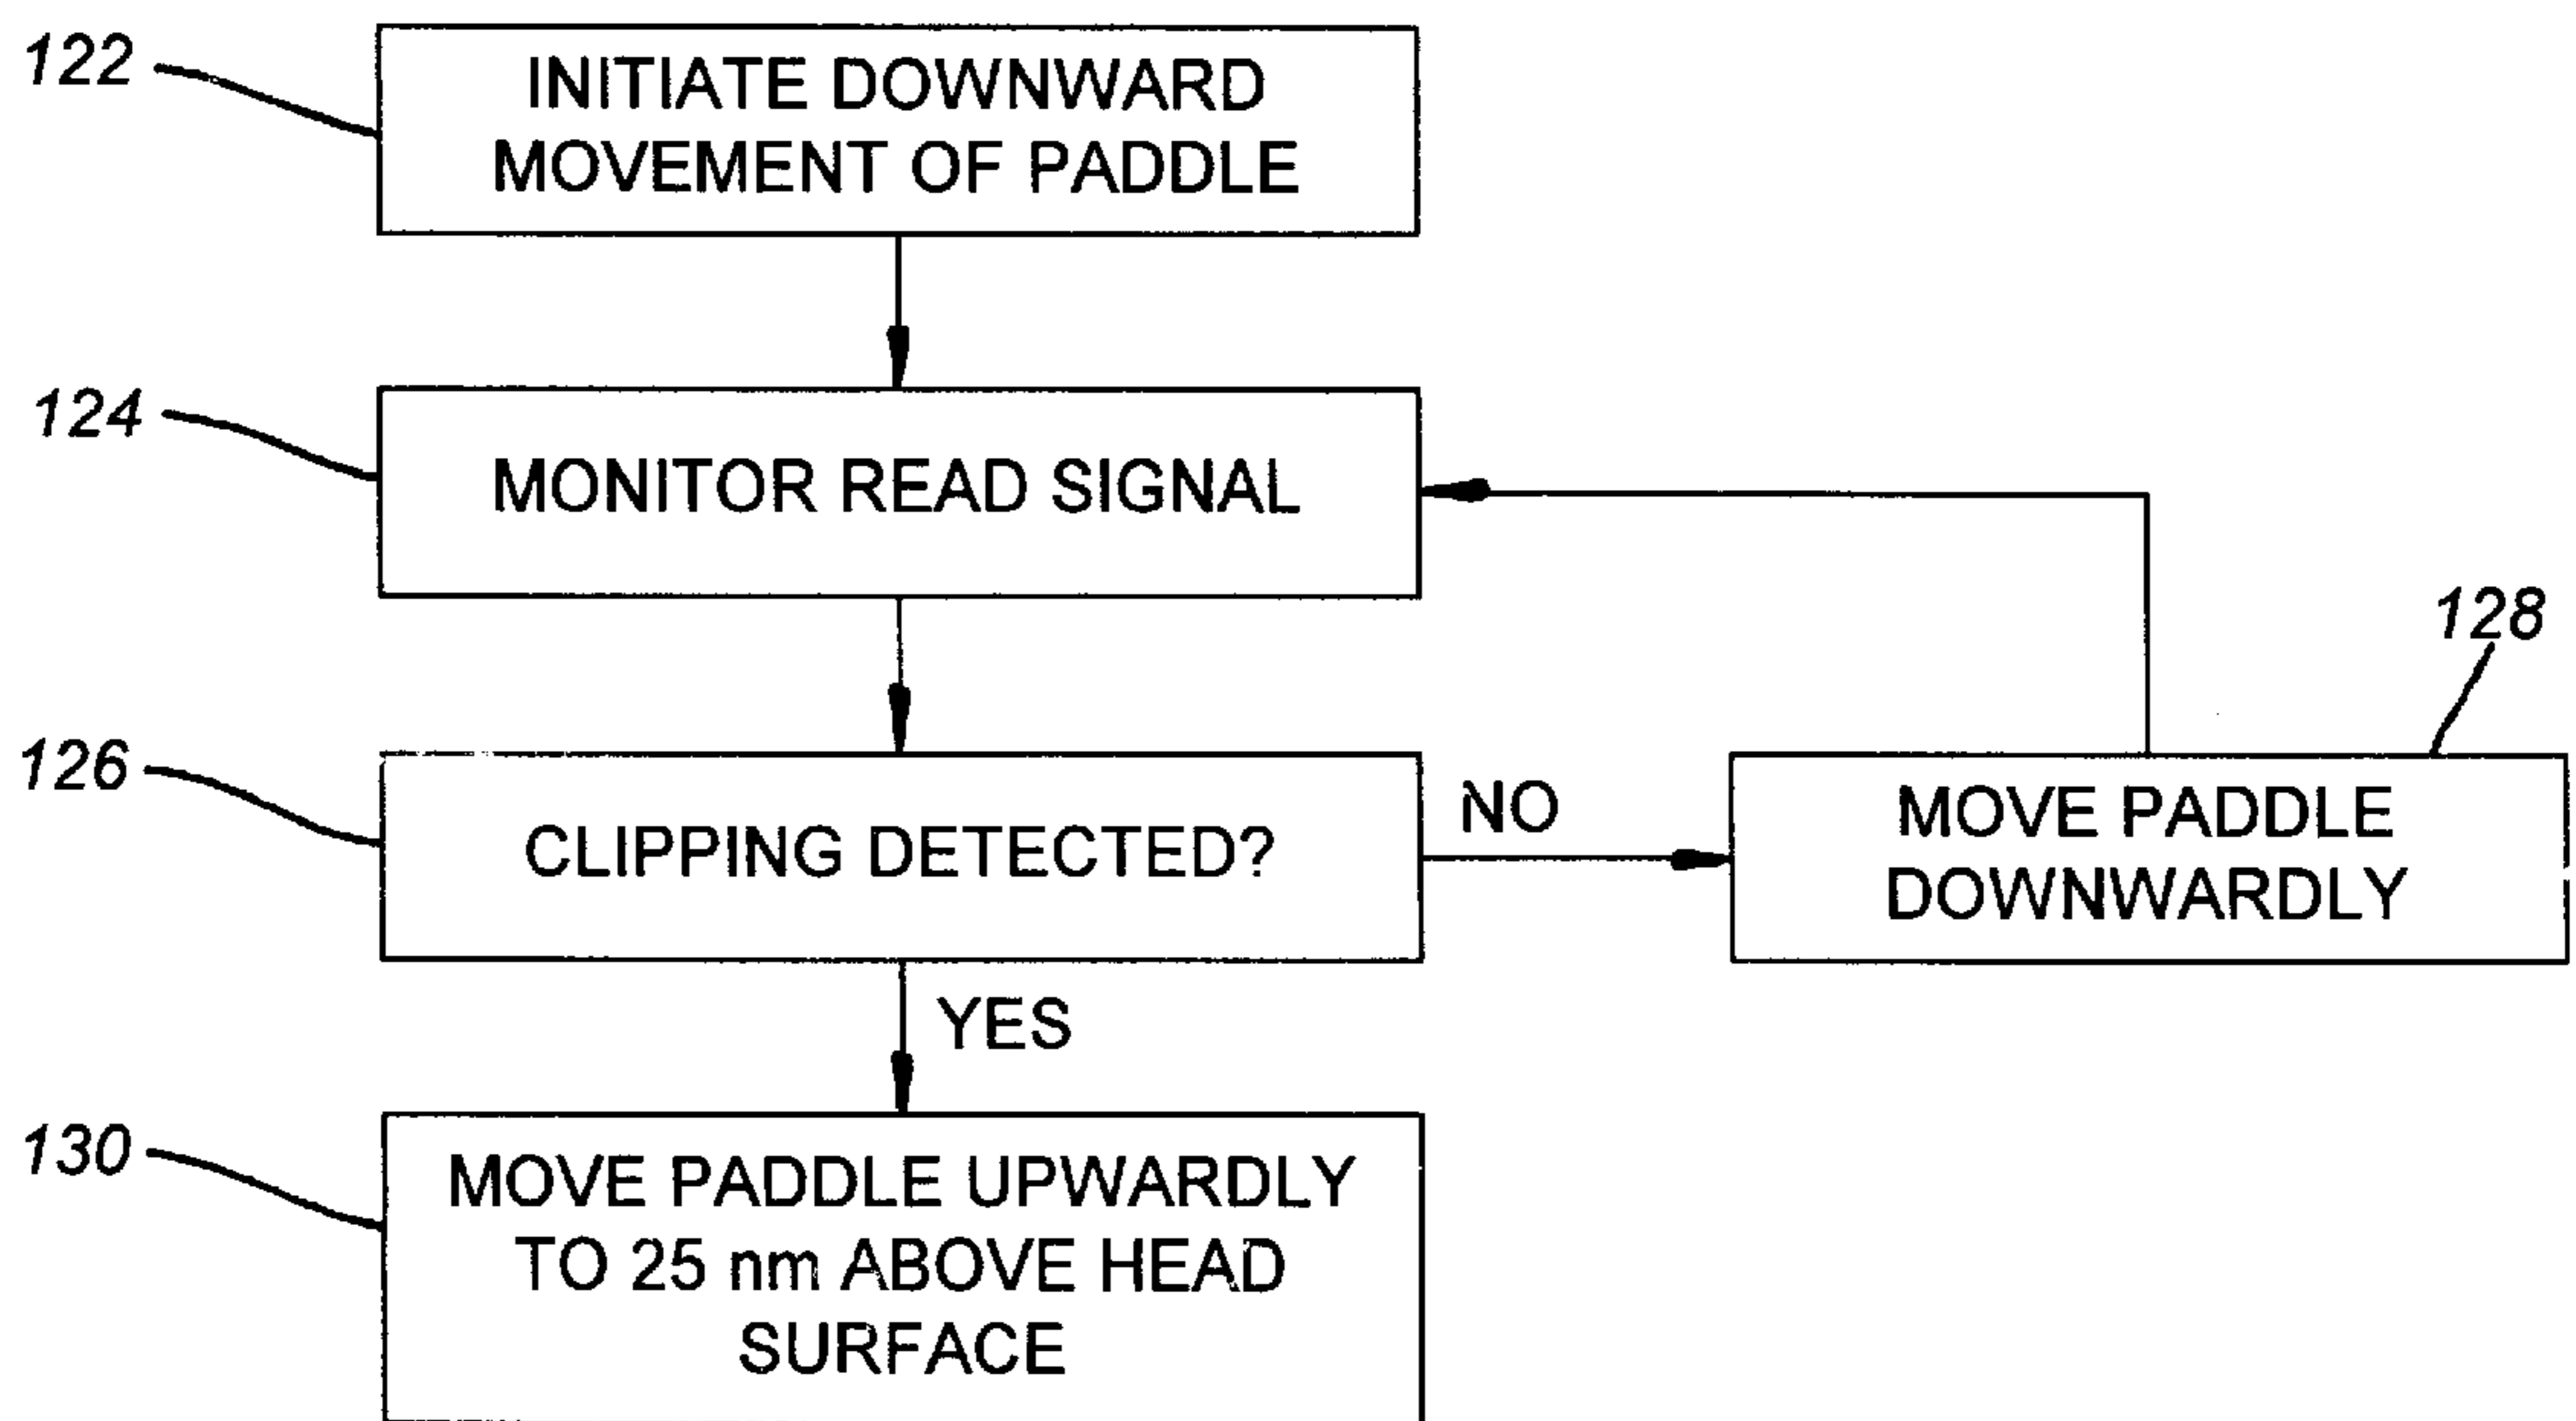 122
INITIATE DOWNWARD
MOVEMENT OF PADDLE
124
MONITOR READ SIGNAL
126
CLIPPING DETECTED?
NO
128
MOVE PADDLE
DOWNWARDLY
YES
130
MOVE PADDLE UPWARDLY
TO 25 nm ABOVE HEAD
SURFACE